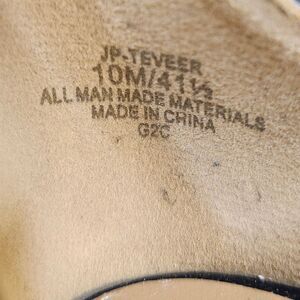 JP-TEVEER
10M/41½
ALL MAN MADE MATERIALS
MADE IN CHINA
G2C